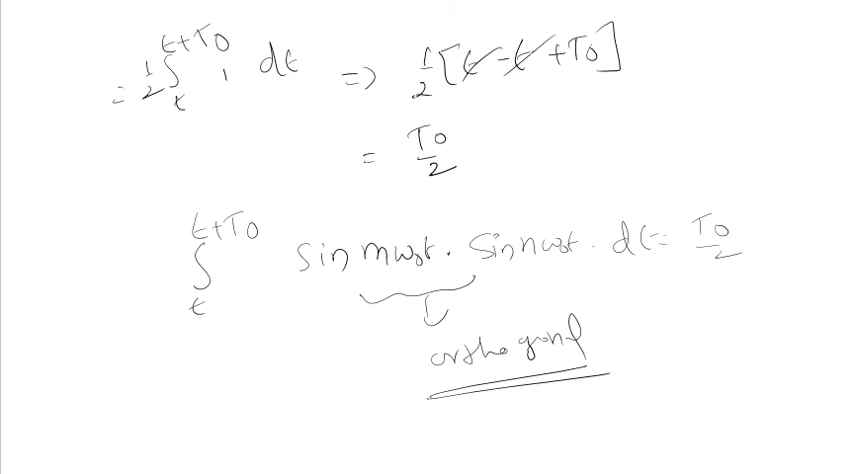 = 1/2 ∫_t^{t+T0} 1 dt => 1/2 [t - t + T0]
= T0/2
∫_t^{t+T0} sin mω0t . Sin nω0t . dt = T0/2
orthogonal